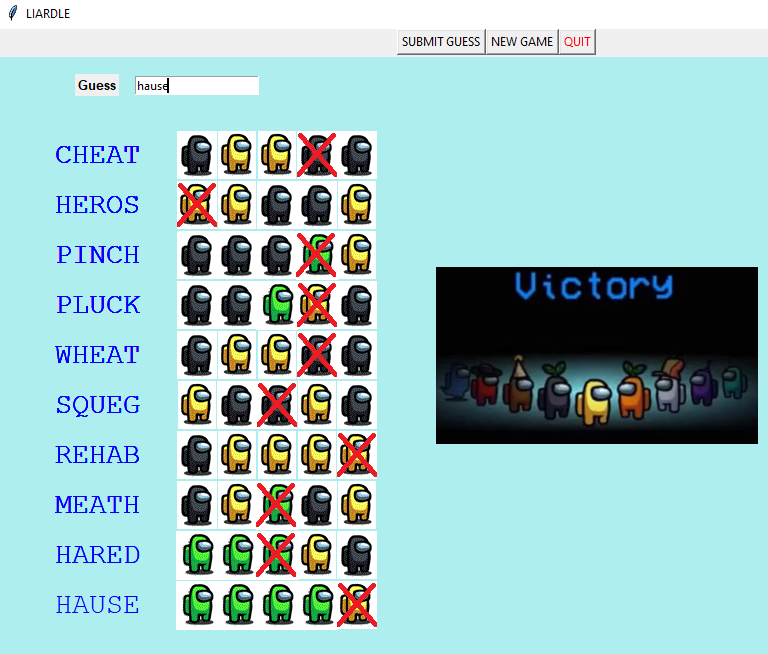 LIARDLE
SUBMIT GUESS NEW GAME QUIT
Guess hause
CHEAT
HEROS
PINCH
PLUCK
WHEAT
SQUEG
REHAB
MEATH
HARED
HAUSE
Victory